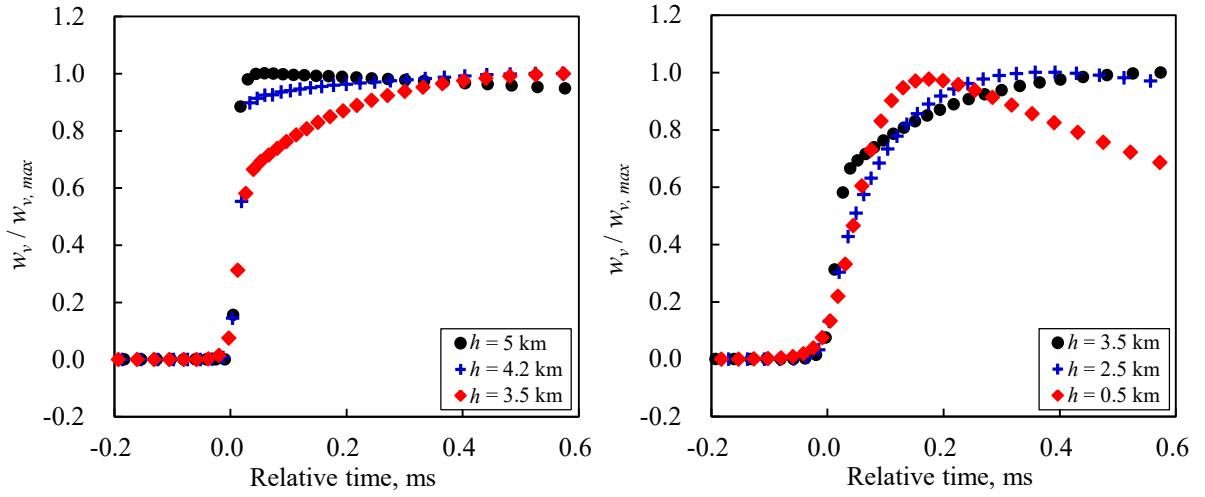 1.2
1.0
0.8
0.6
0.4
0.2
0.0
-0.2
w_v / w_v, max
-0.2 0.0 0.2 0.4 0.6
Relative time, ms
h = 5 km
h = 4.2 km
h = 3.5 km
1.2
1.0
0.8
0.6
0.4
0.2
0.0
-0.2
w_v / w_v, max
-0.2 0.0 0.2 0.4 0.6
Relative time, ms
h = 3.5 km
h = 2.5 km
h = 0.5 km